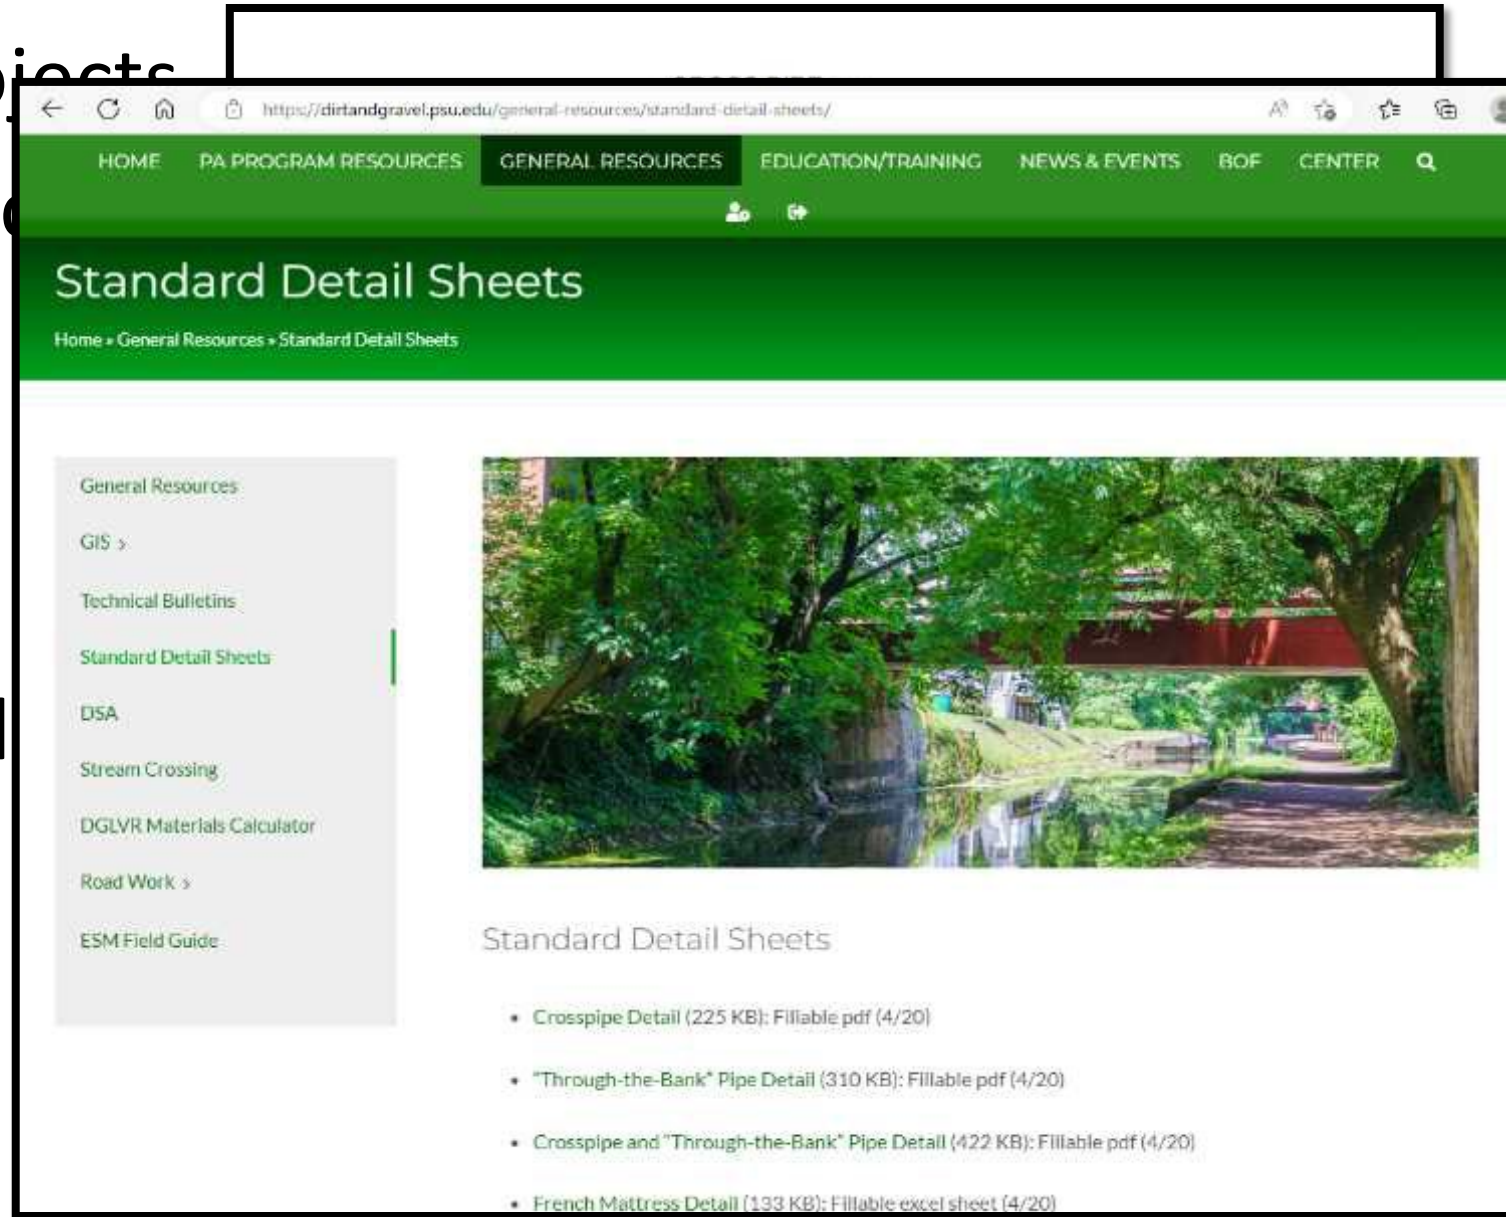 https://dirtandgravel.psu.edu/general-resources/standard-detail-sheets/
HOME PA PROGRAM RESOURCES GENERAL RESOURCES EDUCATION/TRAINING NEWS & EVENTS BOF CENTER
Standard Detail Sheets
Home » General Resources » Standard Detail Sheets
General Resources
GIS >
Technical Bulletins
Standard Detail Sheets
DSA
Stream Crossing
DGLVR Materials Calculator
Road Work >
ESM Field Guide
Standard Detail Sheets
• Crosspipe Detail (225 KB): Fillable pdf (4/20)
• "Through-the-Bank" Pipe Detail (310 KB): Fillable pdf (4/20)
• Crosspipe and "Through-the-Bank" Pipe Detail (422 KB): Fillable pdf (4/20)
• French Mattress Detail (133 KB): Fillable excel sheet (4/20)